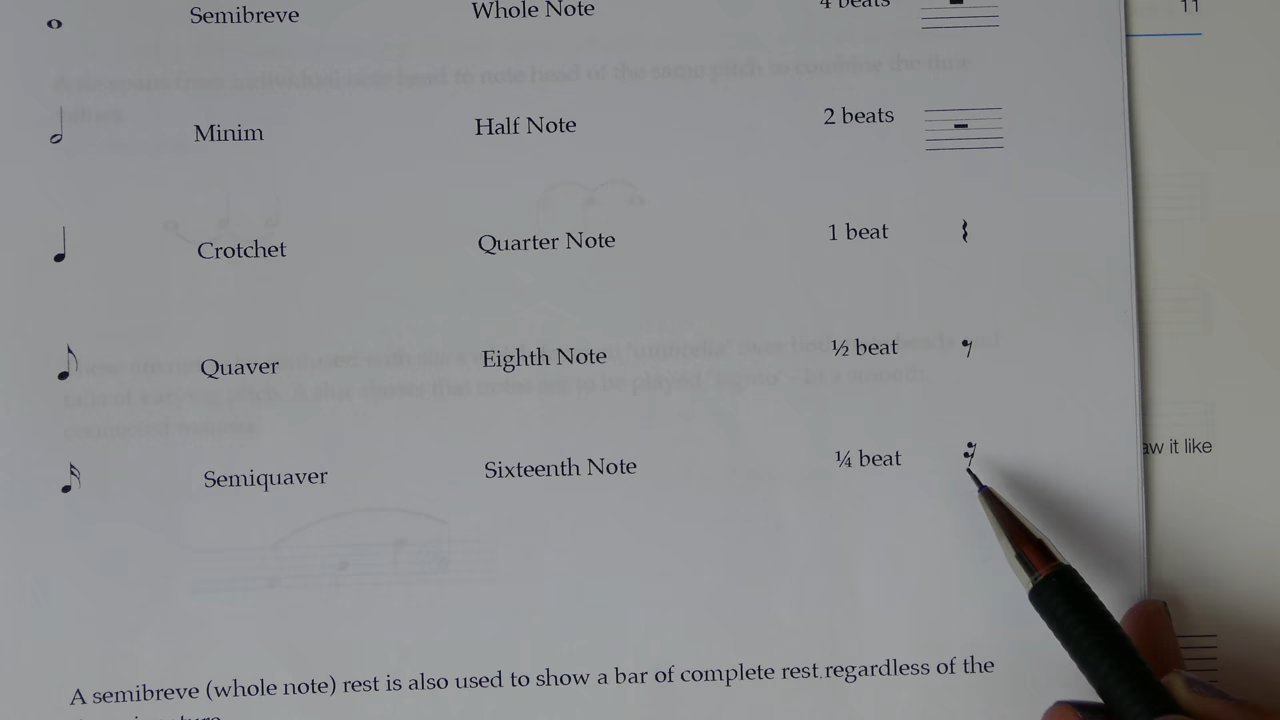 11
Semibreve Whole Note 4 beats
Minim Half Note 2 beats
Crotchet Quarter Note 1 beat
Quaver Eighth Note ½ beat
aw it like
Semiquaver Sixteenth Note ¼ beat
A semibreve (whole note) rest is also used to show a bar of complete rest regardless of the